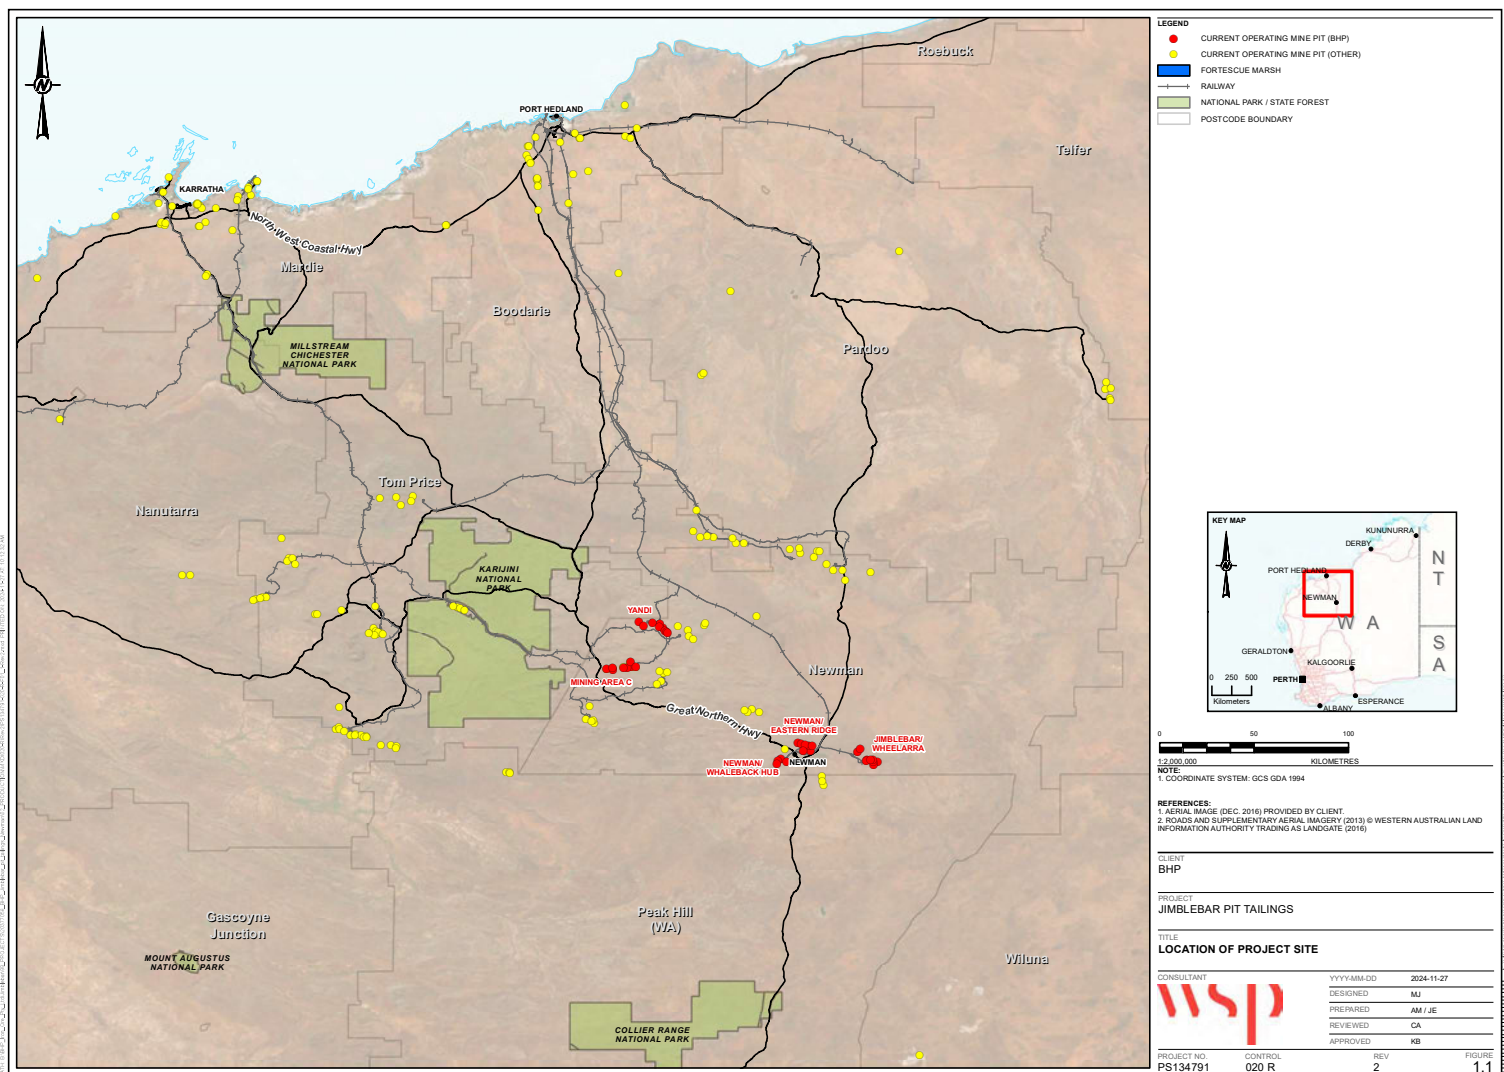 Roebuck
PORT HEDLAND
Telfer
KARRATHA
North West Coastal Hwy
Mardie
Boodarie
Pardoo
MILLSTREAM
CHICHESTER
NATIONAL PARK
Tom Price
Nanutarra
KARIJINI
NATIONAL
PARK
YANDI
MINING AREA C
Newman
Great Northern Hwy
NEWMAN/
EASTERN RIDGE
JIMBLEBAR/
WHEELARRA
NEWMAN/
WHALEBACK HUB
NEWMAN
Gascoyne
Junction
Peak Hill
(WA)
MOUNT AUGUSTUS
NATIONAL PARK
Wiluna
COLLIER RANGE
NATIONAL PARK
N
LEGEND
CURRENT OPERATING MINE PIT (BHP)
CURRENT OPERATING MINE PIT (OTHER)
FORTESCUE MARSH
RAILWAY
NATIONAL PARK / STATE FOREST
POSTCODE BOUNDARY
KEY MAP
N
KUNUNURRA
DERBY
PORT HEDLAND
NEWMAN
NT
W A
SA
GERALDTON
KALGOORLIE
PERTH
ESPERANCE
ALBANY
0 250 500
Kilometers
0 50 100
1:2,000,000 KILOMETRES
NOTE:
1. COORDINATE SYSTEM: GCS GDA 1994
REFERENCES:
1. AERIAL IMAGE (DEC. 2016) PROVIDED BY CLIENT.
2. ROADS AND SUPPLEMENTARY AERIAL IMAGERY (2013) © WESTERN AUSTRALIAN LAND
INFORMATION AUTHORITY TRADING AS LANDGATE (2016)
CLIENT
BHP
PROJECT
JIMBLEBAR PIT TAILINGS
TITLE
LOCATION OF PROJECT SITE
CONSULTANT
wsp
YYYY-MM-DD 2024-11-27
DESIGNED MJ
PREPARED AM / JE
REVIEWED CA
APPROVED KB
PROJECT NO. CONTROL REV FIGURE
PS134791 020 R 2 1.1